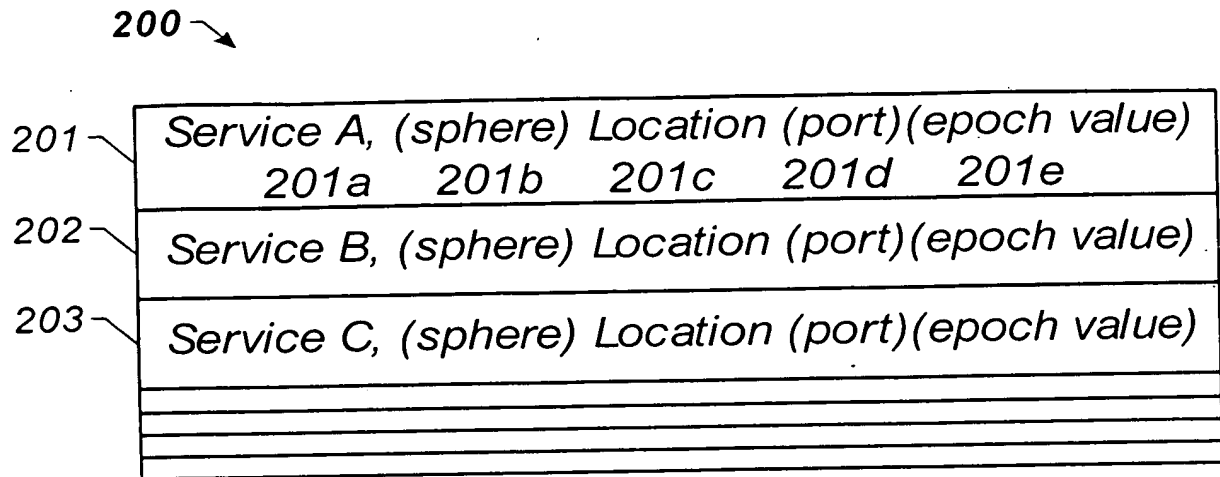 200
201
Service A, (sphere) Location (port)(epoch value)
201a 201b 201c 201d 201e
202
Service B, (sphere) Location (port)(epoch value)
203
Service C, (sphere) Location (port)(epoch value)